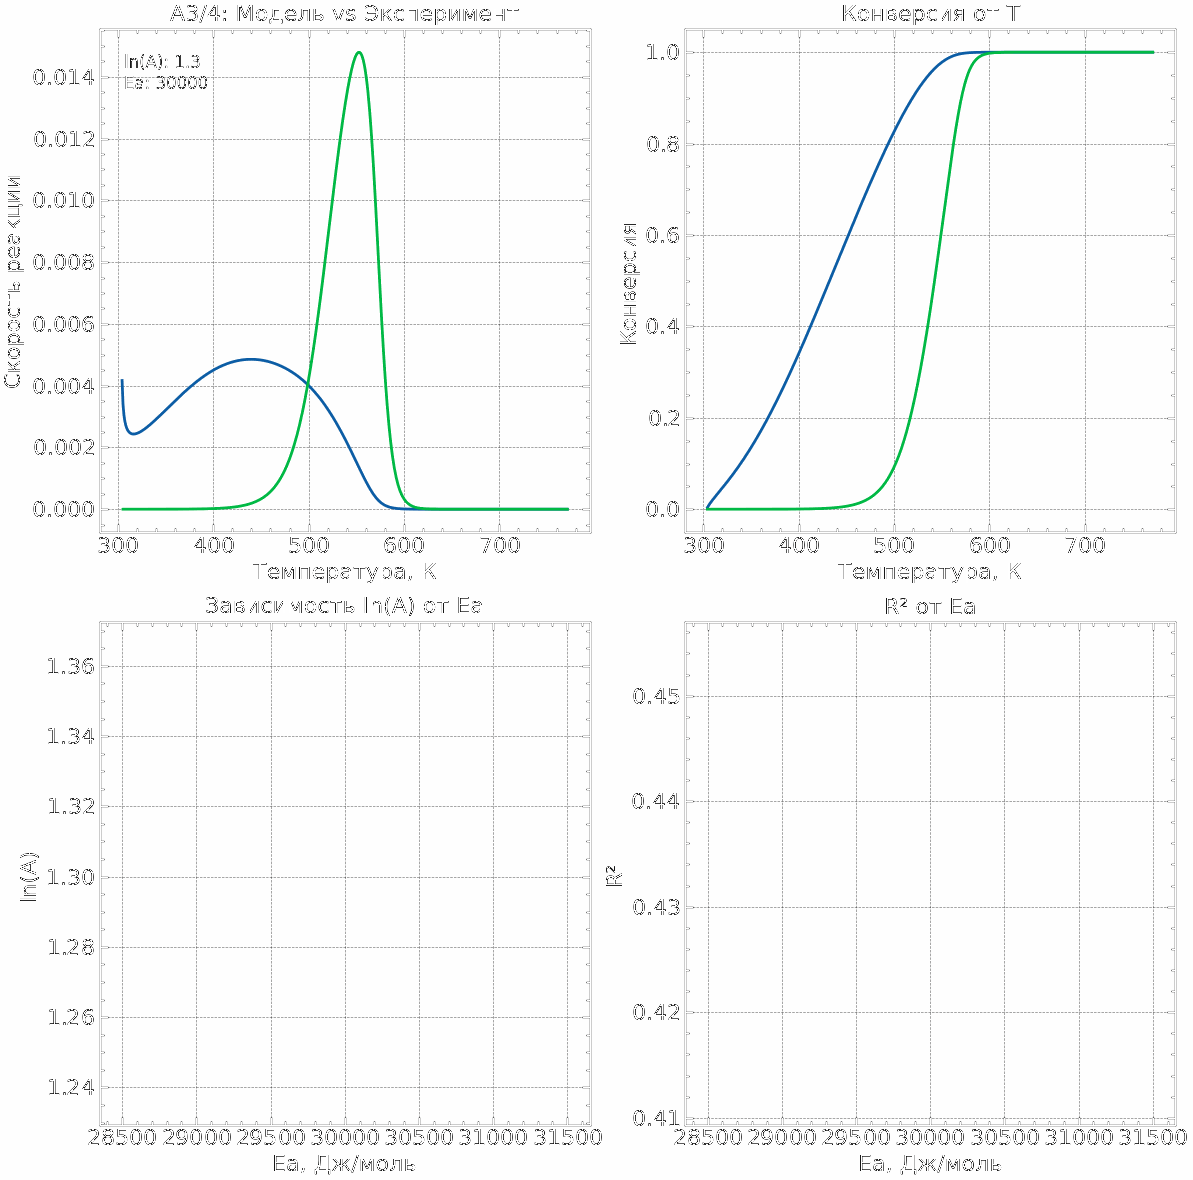 A3/4: Модель vs Эксперимент
ln(A): 1.3
Ea: 30000
Скорость реакции
0.014
0.012
0.010
0.008
0.006
0.004
0.002
0.000
300 400 500 600 700
Температура, K
Конверсия от T
Конверсия
1.0
0.8
0.6
0.4
0.2
0.0
300 400 500 600 700
Температура, K
Зависимость ln(A) от Ea
ln(A)
1.36
1.34
1.32
1.30
1.28
1.26
1.24
28500 29000 29500 30000 30500 31000 31500
Ea, Дж/моль
R² от Ea
R²
0.45
0.44
0.43
0.42
0.41
28500 29000 29500 30000 30500 31000 31500
Ea, Дж/моль